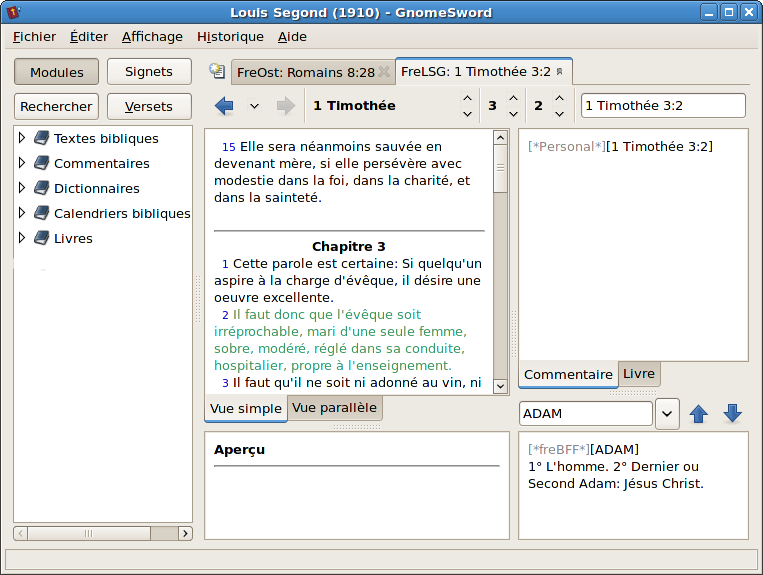 Louis Segond (1910) - GnomeSword
Fichier Éditer Affichage Historique Aide
Modules
Signets
Rechercher
Versets
Textes bibliques
Commentaires
Dictionnaires
Calendriers bibliques
Livres
FreOst: Romains 8:28
FreLSG: 1 Timothée 3:2
1 Timothée
3
2
1 Timothée 3:2
15 Elle sera néanmoins sauvée en
devenant mère, si elle persévère avec
modestie dans la foi, dans la charité, et
dans la sainteté.
Chapitre 3
1 Cette parole est certaine: Si quelqu'un
aspire à la charge d'évêque, il désire une
oeuvre excellente.
2 Il faut donc que l'évêque soit
irréprochable, mari d'une seule femme,
sobre, modéré, réglé dans sa conduite,
hospitalier, propre à l'enseignement.
3 Il faut qu'il ne soit ni adonné au vin, ni
Vue simple
Vue parallèle
Aperçu
[*Personal*][1 Timothée 3:2]
Commentaire
Livre
ADAM
[*freBFF*][ADAM]
1° L'homme. 2° Dernier ou
Second Adam: Jésus Christ.